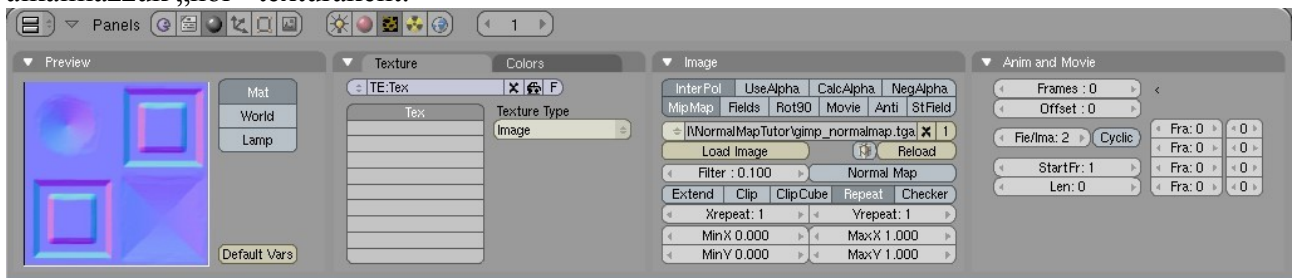 Panels 1
Preview
Mat
World
Lamp
Default Vars
Texture Colors
TE:Tex F
Tex
Texture Type
Image
Image
InterPol UseAlpha CalcAlpha NegAlpha
MipMap Fields Rot90 Movie Anti StField
l\NormalMapTutor\gimp_normalmap.tga 1
Load Image Reload
Filter : 0.100 Normal Map
Extend Clip ClipCube Repeat Checker
Xrepeat: 1 Yrepeat: 1
MinX 0.000 MaxX 1.000
MinY 0.000 MaxY 1.000
Anim and Movie
Frames : 0 <
Offset : 0
Fie/Ima: 2 Cyclic
StartFr: 1
Len: 0
Fra: 0 0
Fra: 0 0
Fra: 0 0
Fra: 0 0